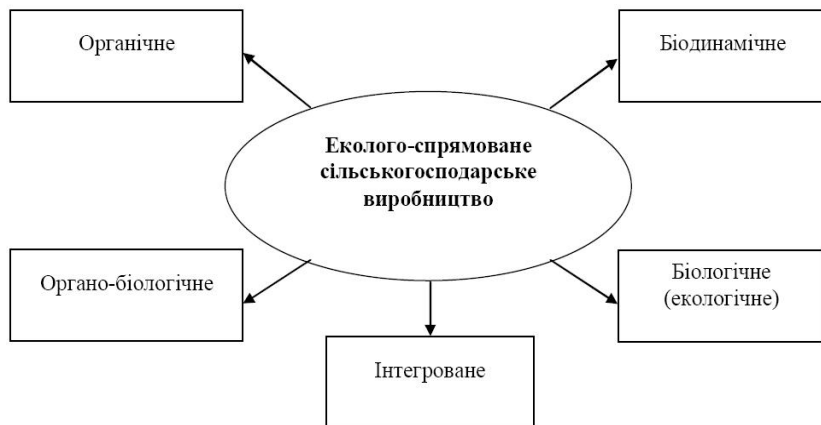 Органічне
Біодинамічне
Еколого-спрямоване
сільськогосподарське
виробництво
Органо-біологічне
Біологічне
(екологічне)
Інтегроване